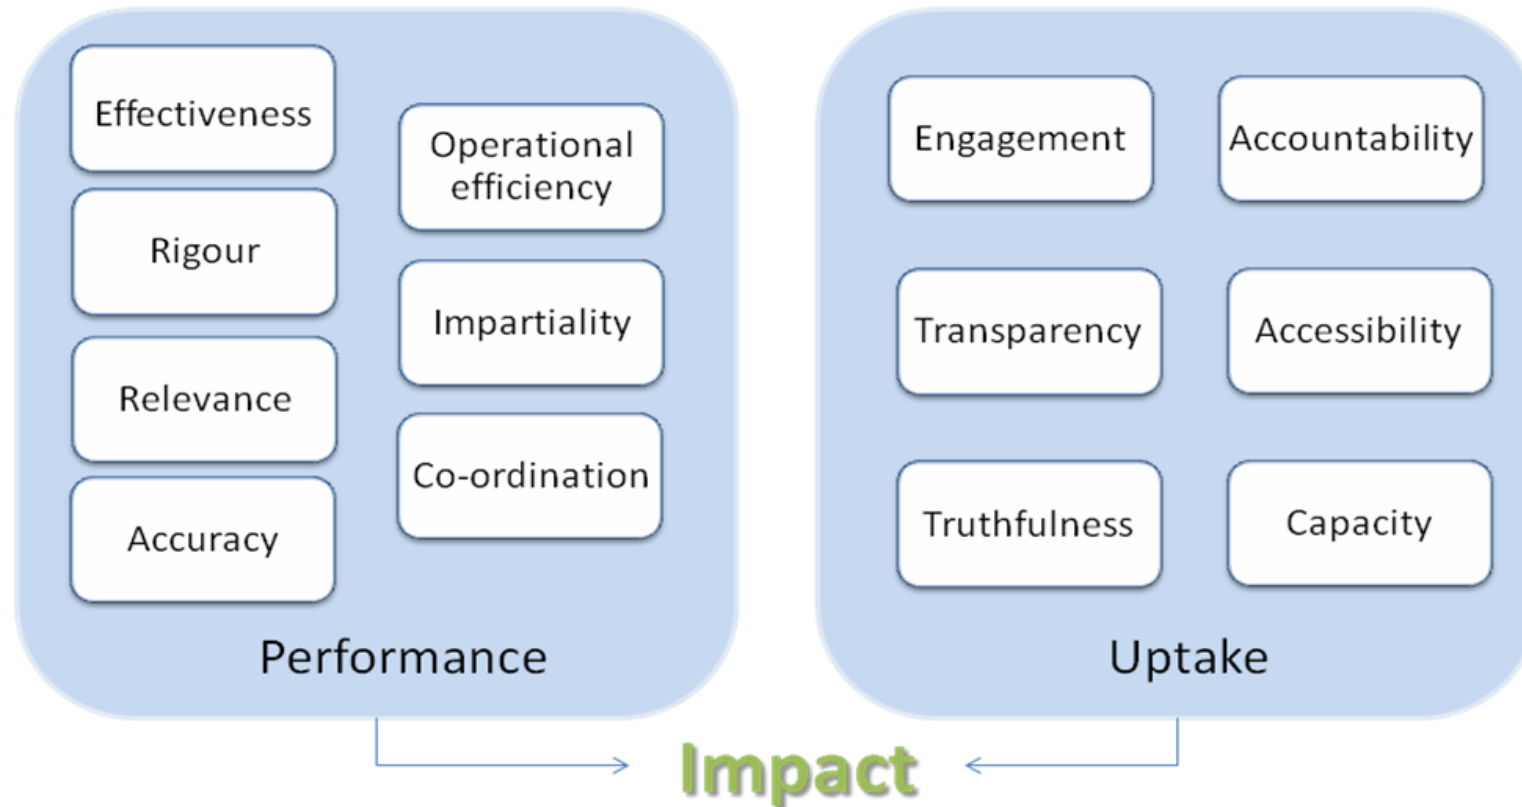 Effectiveness
Rigour
Relevance
Accuracy
Operational
efficiency
Impartiality
Co-ordination
Performance
Engagement
Accountability
Transparency
Accessibility
Truthfulness
Capacity
Uptake
Impact